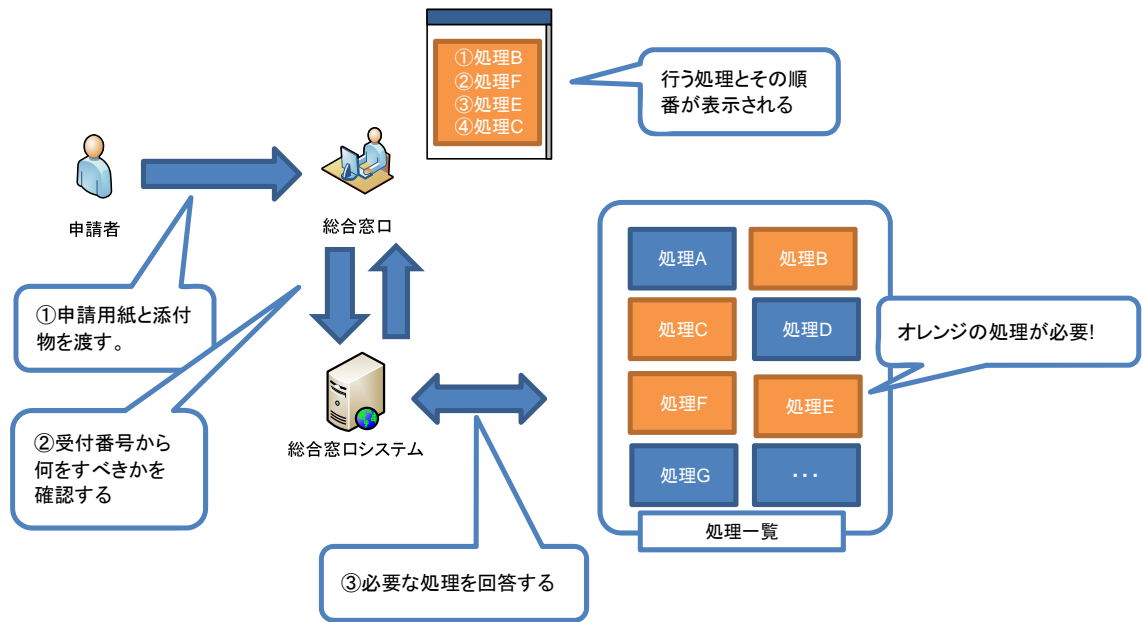 ①処理B
②処理F
③処理E
④処理C
行う処理とその順
番が表示される
申請者
総合窓口
①申請用紙と添付
物を渡す。
②受付番号から
何をすべきかを
確認する
総合窓口システム
③必要な処理を回答する
処理A
処理B
処理C
処理D
処理F
処理E
処理G
・・・
処理一覧
オレンジの処理が必要!